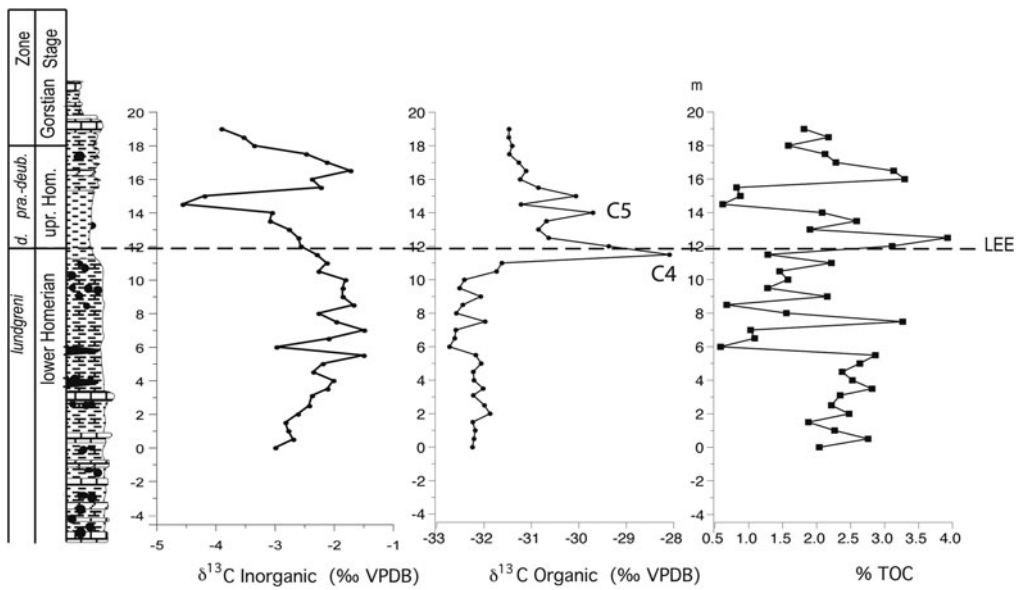 Zone
Stage
Gorstian
d. pra.-deub.
upr. Hom.
lundgreni
lower Homerian
20
18
16
14
12
10
8
6
4
2
0
-2
-4
-5 -4 -3 -2 -1
δ13C Inorganic (‰ VPDB)
20
18
16
14
12
10
8
6
4
2
0
-2
-4
C5
C4
-33 -32 -31 -30 -29 -28
δ13C Organic (‰ VPDB)
m
20
18
16
14
12
10
8
6
4
2
0
-2
-4
LEE
0.5 1.0 1.5 2.0 2.5 3.0 3.5 4.0
% TOC